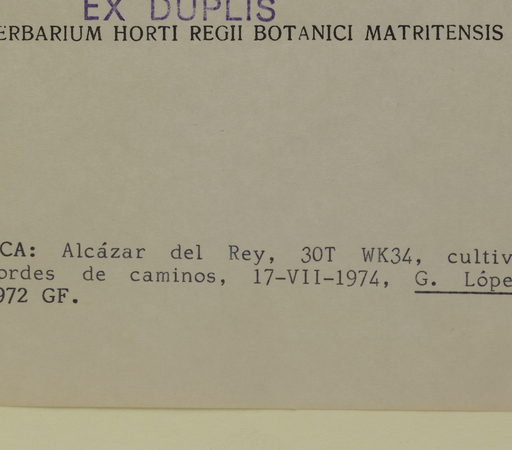 EX DUPLIS
ERBARIUM HORTI REGII BOTANICI MATRITENSIS
CA: Alcázar del Rey, 30T WK34, cultiv
ordes de caminos, 17-VII-1974, G. Lópe
972 GF.